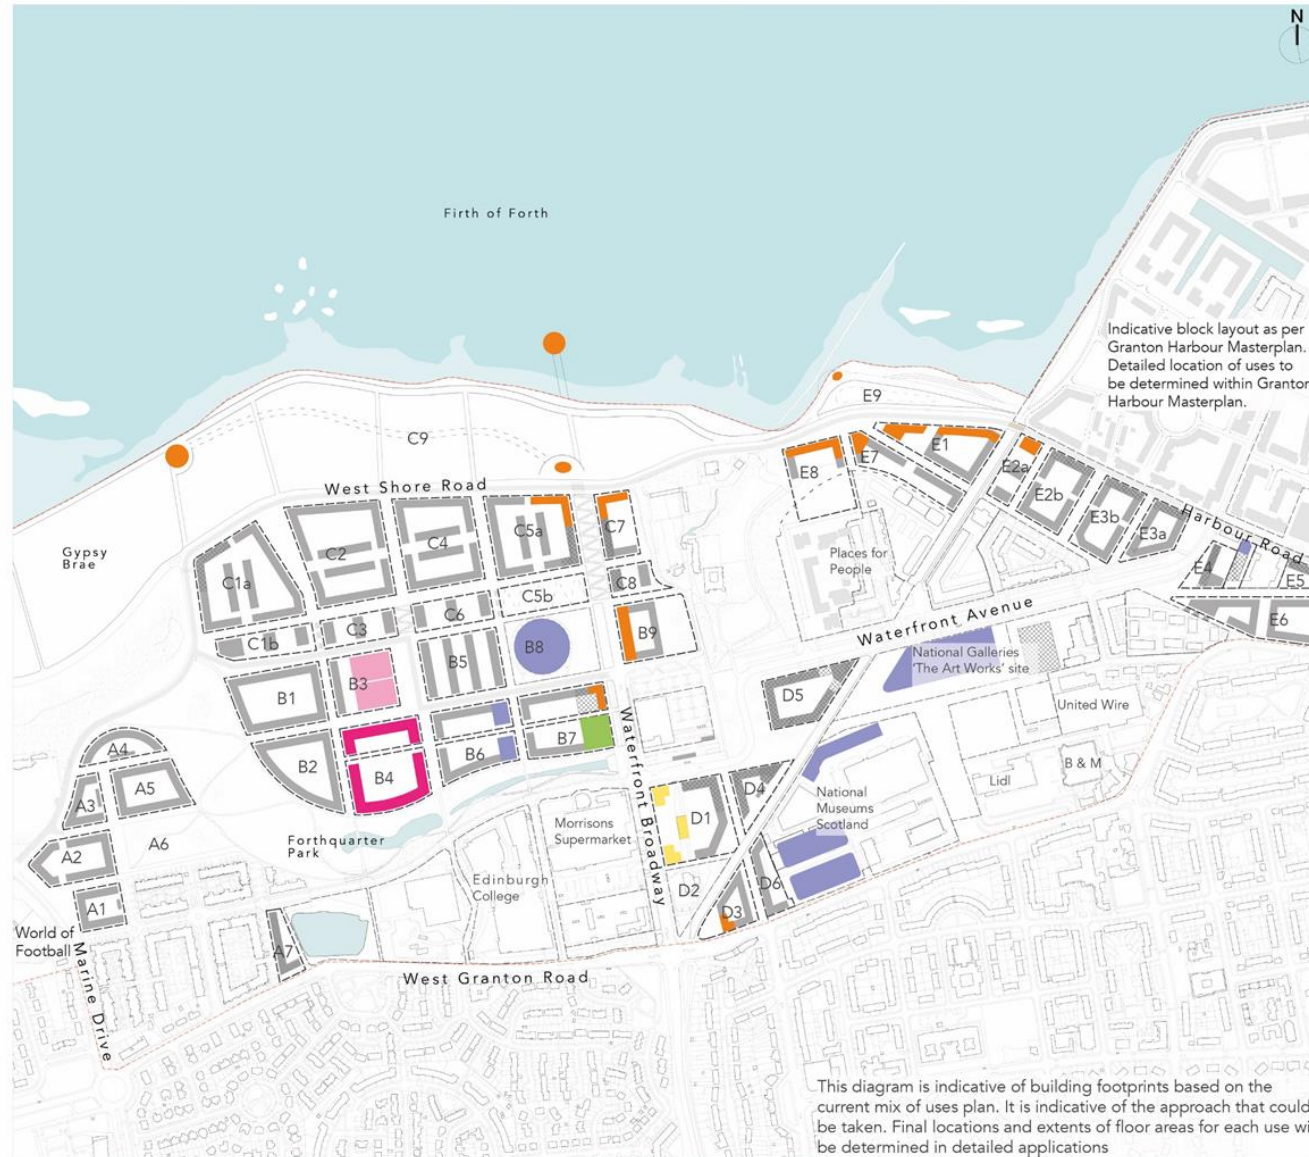 N
Firth of Forth
Indicative block layout as per
Granton Harbour Masterplan.
Detailed location of uses to
be determined within Granton
Harbour Masterplan.
E9
C9
E1
E7
E8
E2a
West Shore Road
E2b
E3b
E3a
Harbour Road
C5a
C7
C4
C2
Gypsy
Brae
Places for
People
E4
E5
C1a
C8
C5b
C6
C3
C1b
E6
Waterfront Avenue
B9
B8
B5
National Galleries
'The Art Works' site
B3
B1
D5
United Wire
Waterfront Broadway
B7
B6
A4
B2
B4
A5
A3
Lidl
B & M
D4
National
Museums
Scotland
D1
Morrisons
Supermarket
Forthquarter
Park
A6
A2
Edinburgh
College
D2
D6
D3
A1
World of
Football
A7
Marine Drive
West Granton Road
This diagram is indicative of building footprints based on the
current mix of uses plan. It is indicative of the approach that could
be taken. Final locations and extents of floor areas for each use wi
be determined in detailed applications